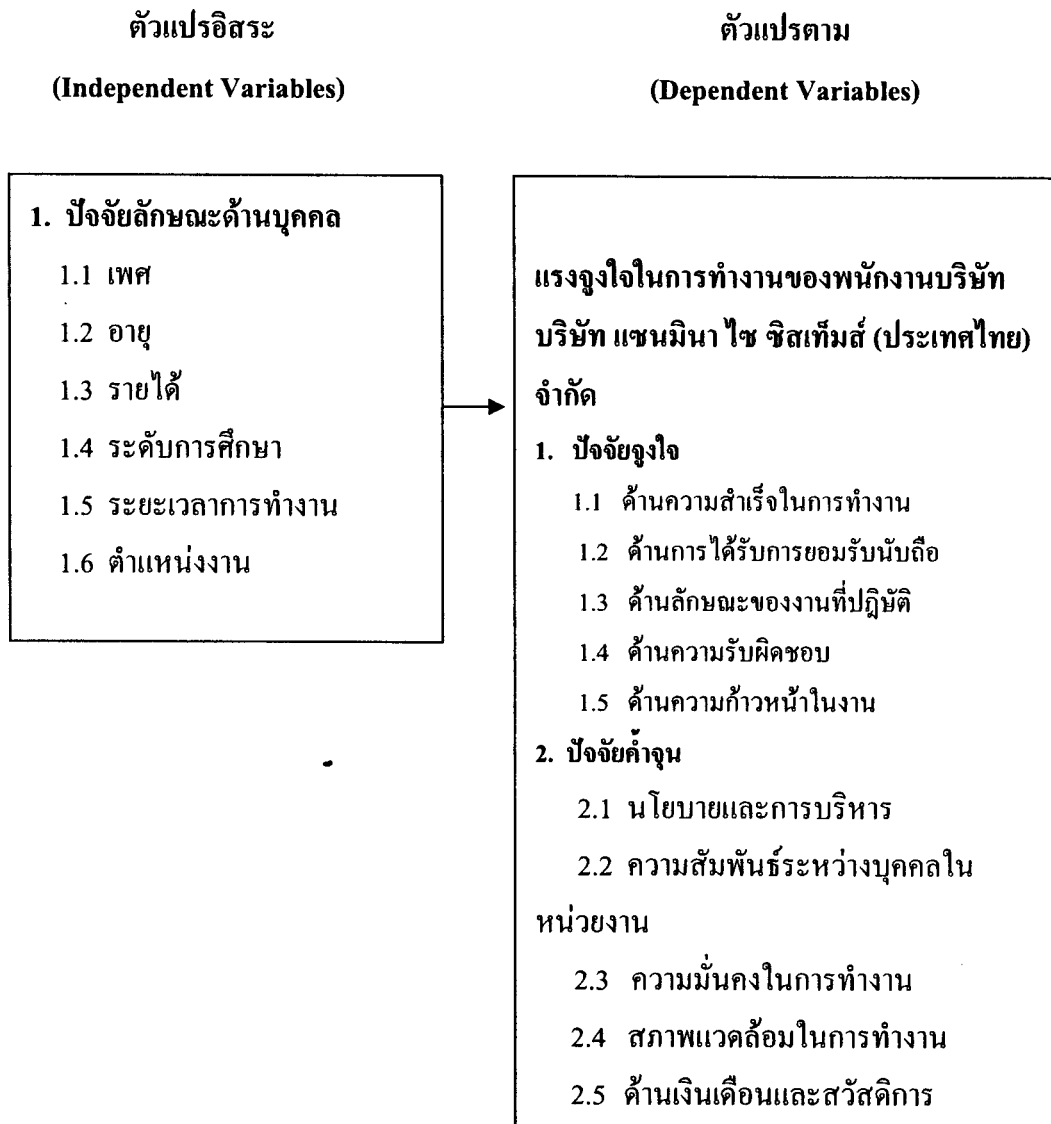 ตัวแปรอิสระ
(Independent Variables)
ตัวแปรตาม
(Dependent Variables)
1. ปัจจัยลักษณะด้านบุคคล
1.1 เพศ
1.2 อายุ
1.3 รายได้
1.4 ระดับการศึกษา
1.5 ระยะเวลาการทำงาน
1.6 ตำแหน่งงาน
แรงจูงใจในการทำงานของพนักงานบริษัท
บริษัท แซนมินา ไซ ซิสเท็มส์ (ประเทศไทย)
จำกัด
1. ปัจจัยจูงใจ
1.1 ด้านความสำเร็จในการทำงาน
1.2 ด้านการได้รับการยอมรับนับถือ
1.3 ด้านลักษณะของงานที่ปฎิบัติ
1.4 ด้านความรับผิดชอบ
1.5 ด้านความก้าวหน้าในงาน
2. ปัจจัยค้ำจุน
2.1 นโยบายและการบริหาร
2.2 ความสัมพันธ์ระหว่างบุคคลใน
หน่วยงาน
2.3 ความมั่นคงในการทำงาน
2.4 สภาพแวดล้อมในการทำงาน
2.5 ด้านเงินเดือนและสวัสดิการ